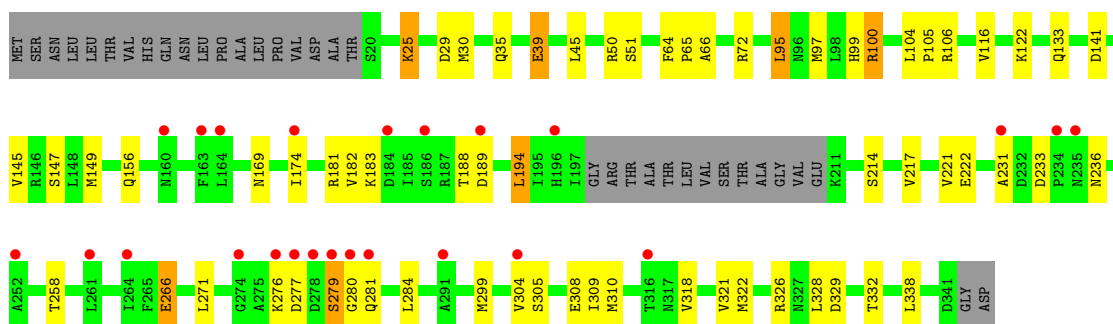 MET SER ASN LEU LEU THR VAL HIS GLN ASN LEU PRO ALA LEU PRO VAL ASP ALA THR S20 K25 D29 M30 Q35 E39 L45 R50 S51 F64 P65 A66 R72 L95 N96 M97 L98 H99 R100 L104 P105 R106 V116 K122 Q133 D141
V145 R146 S147 L148 M149 Q156 N160 F163 L164 N169 I174 R181 V182 K183 D184 I185 S186 R187 T188 D189 L194 I195 H196 I197 GLY ARG THR ALA THR LEU VAL SER THR ALA GLY VAL GLU K211 S214 V217 V221 E222 A231 D232 D233 P234 N235 N236
A252 T258 L261 I264 F265 E266 L271 G274 A275 K276 D277 D278 S279 G280 Q281 L284 A291 M299 V304 S305 E308 I309 M310 T316 N317 V318 V321 M322 R326 N327 L328 D329 T332 L338 D341 GLY ASP